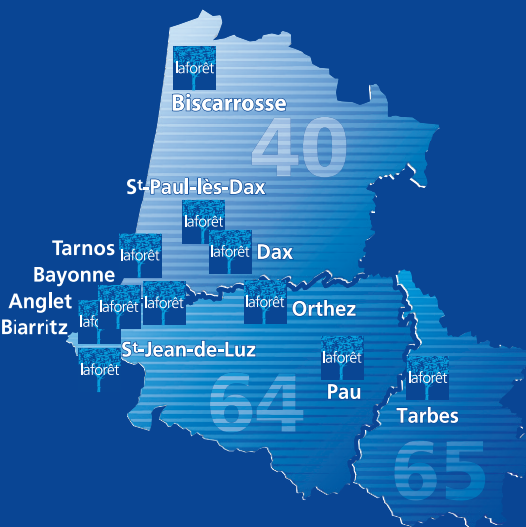 laforêt
Biscarrosse
40
St-Paul-lès-Dax
laforêt
Tarnos
laforêt
laforêt
Dax
Bayonne
Anglet
laforêt
laforêt
laforêt
Orthez
Biarritz
laf
St-Jean-de-Luz
laforêt
laforêt
Pau
laforêt
Tarbes
64
65